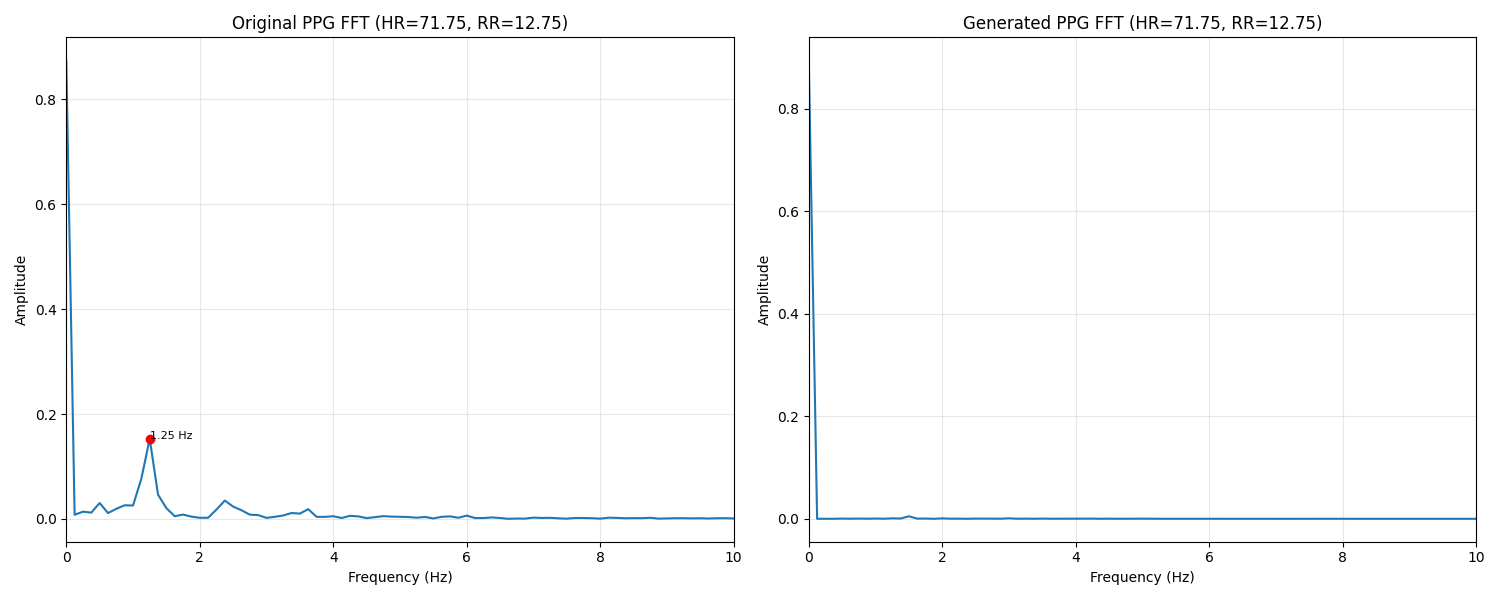 Original PPG FFT (HR=71.75, RR=12.75)
0.8
0.6
0.4
0.2
0.0
Amplitude
1.25 Hz
0 2 4 6 8 10
Frequency (Hz)
Generated PPG FFT (HR=71.75, RR=12.75)
0.8
0.6
0.4
0.2
0.0
Amplitude
0 2 4 6 8 10
Frequency (Hz)